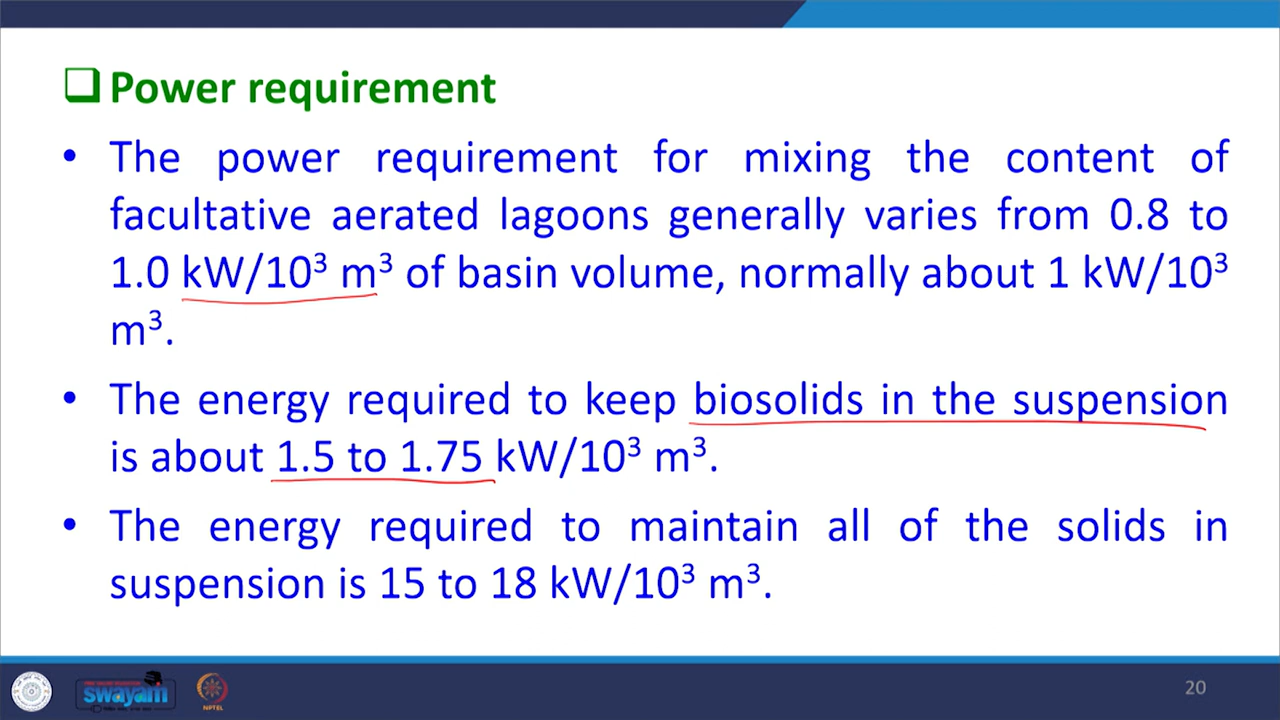 Power requirement
• The power requirement for mixing the content of
facultative aerated lagoons generally varies from 0.8 to
1.0 kW/10³ m³ of basin volume, normally about 1 kW/10³
m³.
• The energy required to keep biosolids in the suspension
is about 1.5 to 1.75 kW/10³ m³.
• The energy required to maintain all of the solids in
suspension is 15 to 18 kW/10³ m³.
swayam
NPTEL
20